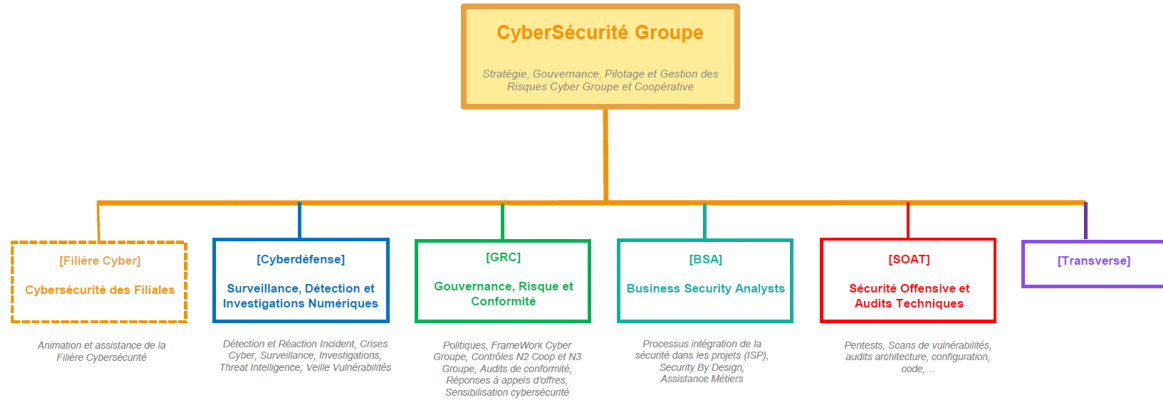 CyberSécurité Groupe
Stratégie, Gouvernance, Pilotage et Gestion des
Risques Cyber Groupe et Coopérative
[Filière Cyber]
Cybersécurité des Filiales
Animation et assistance de la
Filière Cybersécurité
[Cyberdéfense]
Surveillance, Détection et
Investigations Numériques
Détection et Réaction Incident, Crises
Cyber, Surveillance, Investigations,
Threat Intelligence, Veille Vulnérabilités
[GRC]
Gouvernance, Risque et
Conformité
Politiques, FrameWork Cyber
Groupe, Contrôles N2 Coop et N3
Groupe, Audits de conformité,
Réponses à appels d'offres,
Sensibilisation cybersécurité
[BSA]
Business Security Analysts
Processus intégration de la
sécurité dans les projets (ISP),
Security By Design,
Assistance Métiers
[SOAT]
Sécurité Offensive et
Audits Techniques
Pentests, Scans de vulnérabilités,
audits architecture, configuration,
code,…
[Transverse]